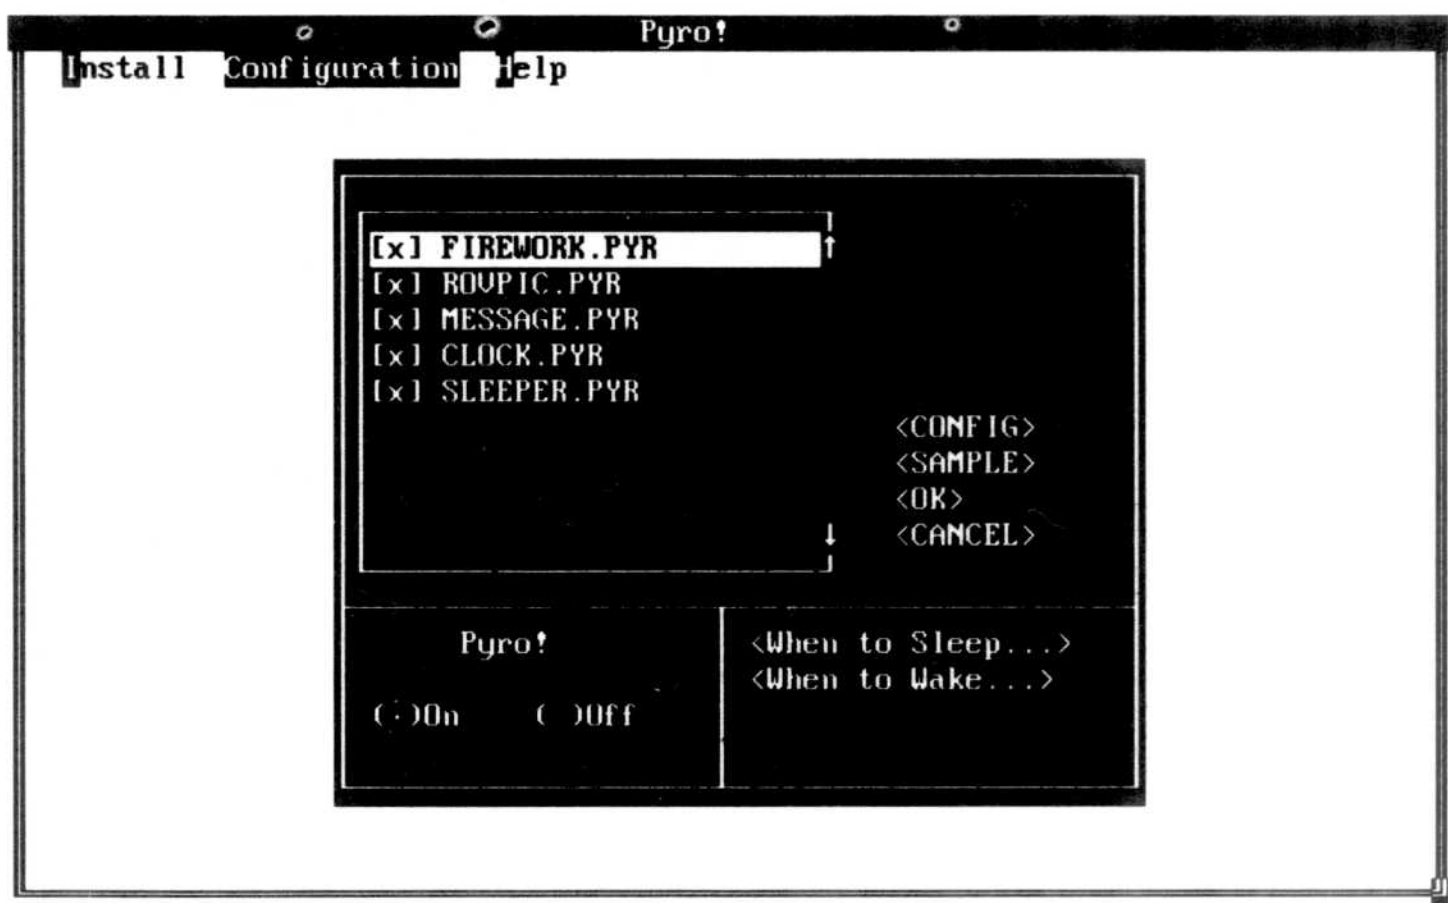 Pyro!
Install Configuration Help
[x] FIREWORK.PYR
[x] ROVPIC.PYR
[x] MESSAGE.PYR
[x] CLOCK.PYR
[x] SLEEPER.PYR
<CONFIG>
<SAMPLE>
<OK>
<CANCEL>
Pyro!
(·)On ( )Off
<When to Sleep...>
<When to Wake...>